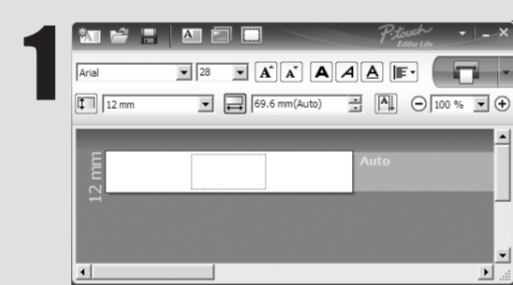 1
P-touch
Editor Lite
Arial
28
A A A A A
12 mm
69.6 mm(Auto)
A
100 %
12 mm
Auto